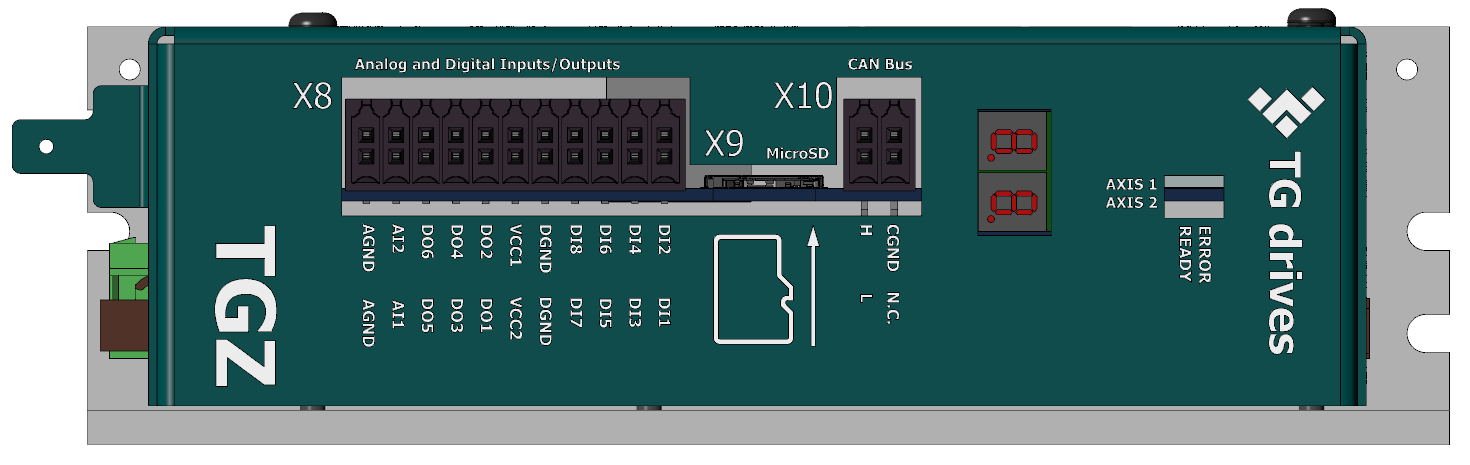 Analog and Digital Inputs/Outputs
CAN Bus
X8
X10
X9
MicroSD
8.
8.
AXIS 1
AXIS 2
ERROR
READY
TG drives
TGZ
AGND AI2 DO6 DO4 DO2 VCC1 DGND DI8 DI6 DI4 DI2
AGND AI1 DO5 DO3 DO1 VCC2 DGND DI7 DI5 DI3 DI1
H CGND
L N.C.